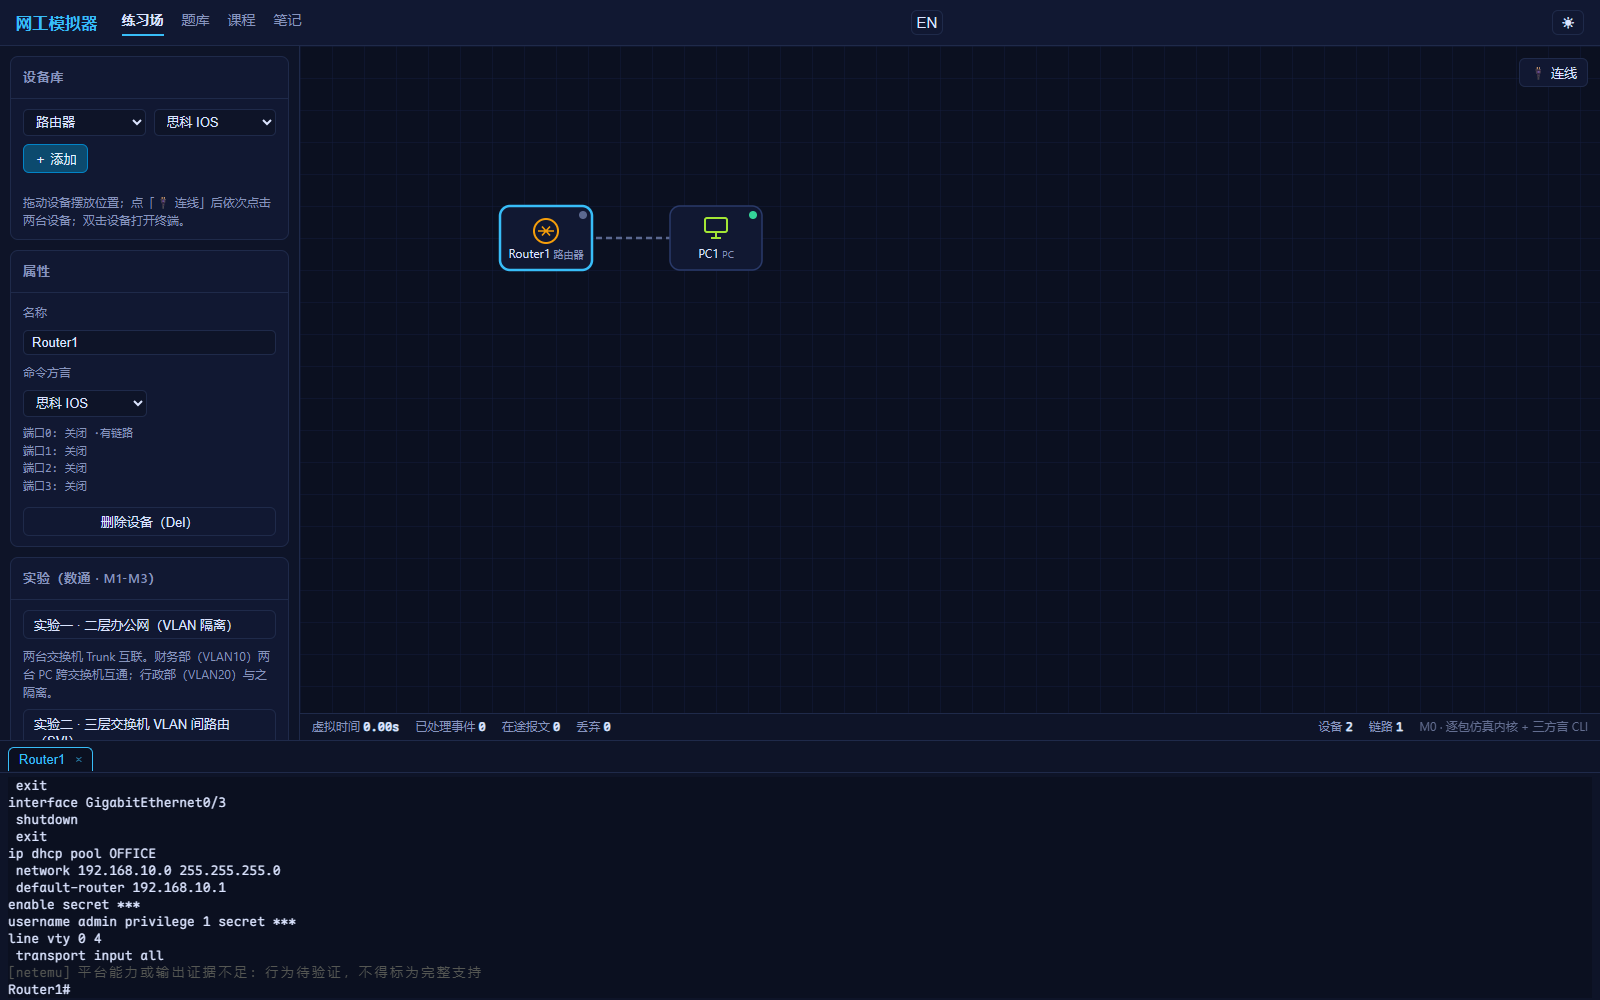 网工模拟器 练习场 题库 课程 笔记 EN
设备库
路由器 思科 IOS
+ 添加
拖动设备摆放位置；点「 连线」后依次点击
两台设备；双击设备打开终端。
属性
名称
Router1
命令方言
思科 IOS
端口0: 关闭 ·有链路
端口1: 关闭
端口2: 关闭
端口3: 关闭
删除设备（Del）
实验（数通 · M1-M3）
实验一 · 二层办公网（VLAN 隔离）
两台交换机 Trunk 互联。财务部（VLAN10）两
台 PC 跨交换机互通；行政部（VLAN20）与之
隔离。
实验二 · 三层交换机 VLAN 间路由
（SVI）
连线
Router1 路由器
PC1 PC
虚拟时间 0.00s 已处理事件 0 在途报文 0 丢弃 0
设备 2 链路 1 M0 · 逐包仿真内核 + 三方言 CLI
Router1 ×
exit
interface GigabitEthernet0/3
shutdown
exit
ip dhcp pool OFFICE
network 192.168.10.0 255.255.255.0
default-router 192.168.10.1
enable secret ***
username admin privilege 1 secret ***
line vty 0 4
transport input all
[netemu] 平台能力或输出证据不足：行为待验证，不得标为完整支持
Router1#